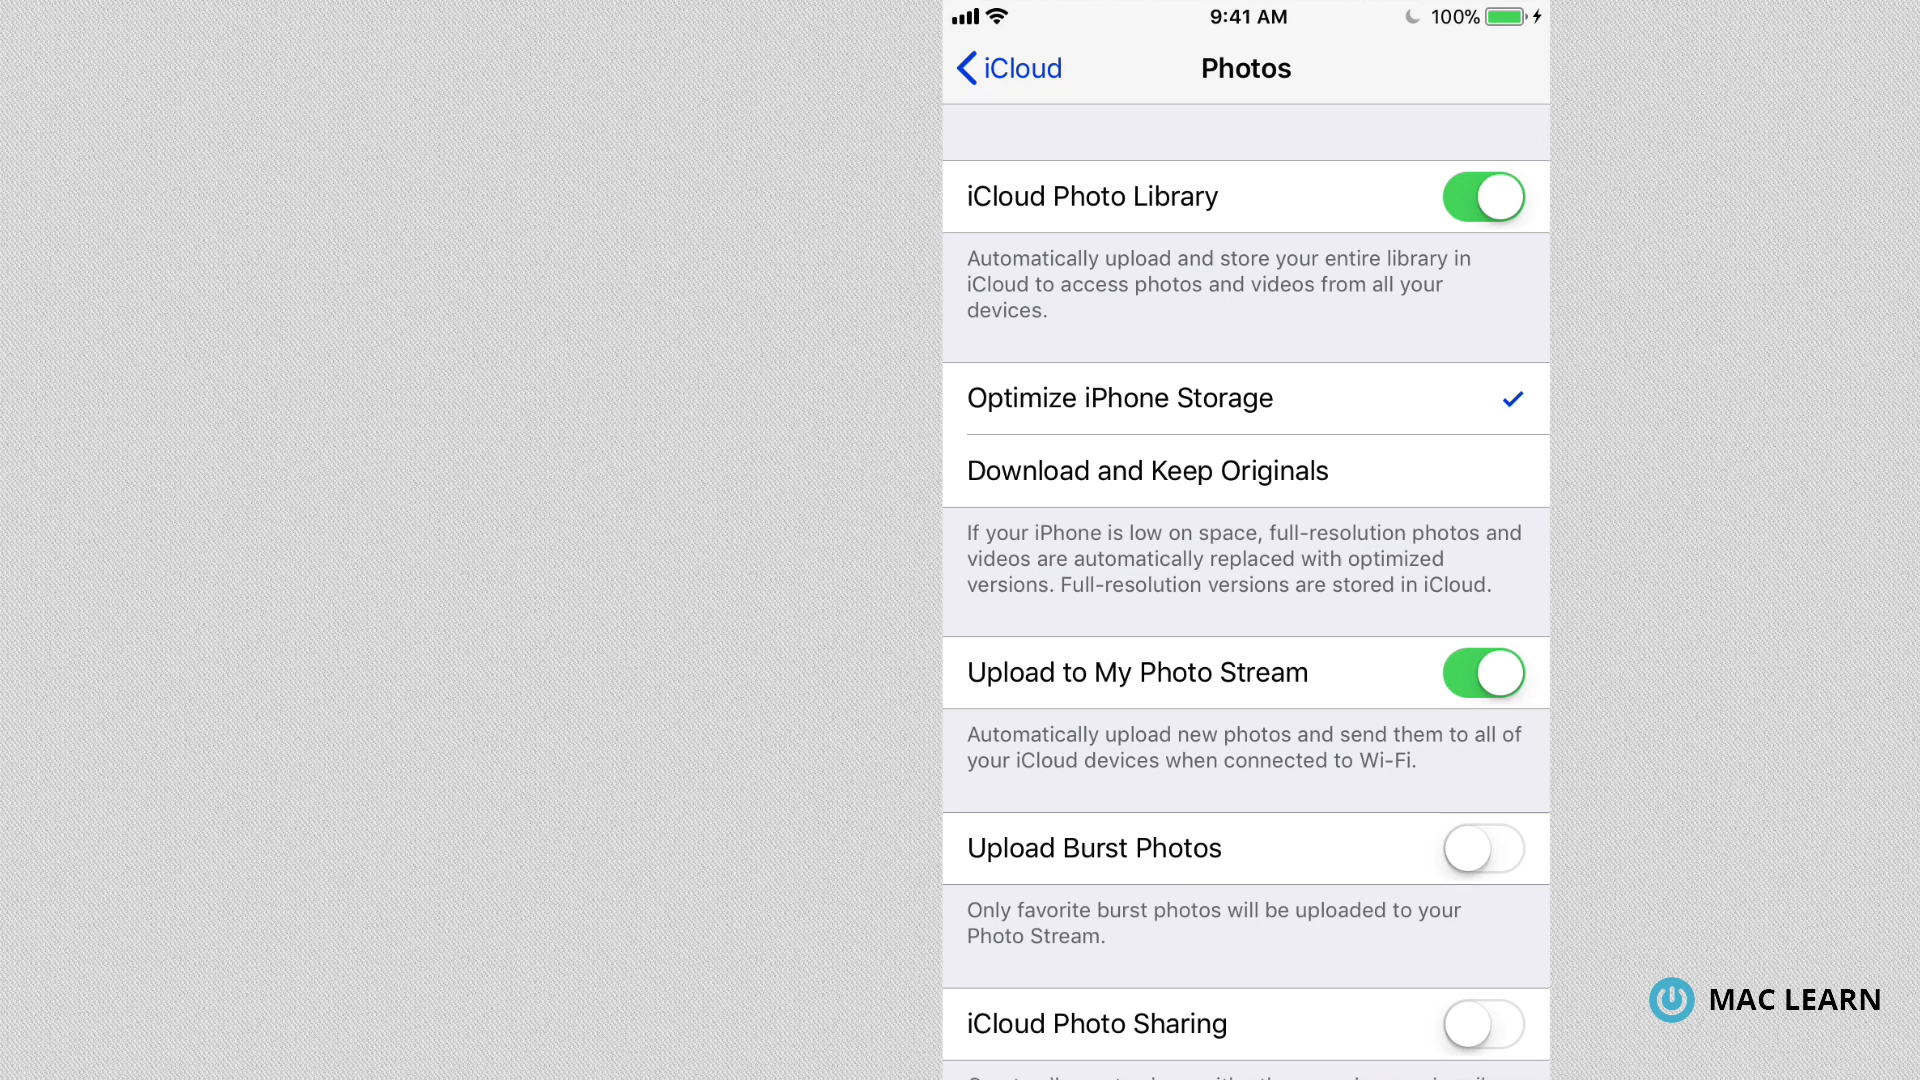 9:41 AM
100%
iCloud
Photos
iCloud Photo Library
Automatically upload and store your entire library in
iCloud to access photos and videos from all your
devices.
Optimize iPhone Storage
Download and Keep Originals
If your iPhone is low on space, full-resolution photos and
videos are automatically replaced with optimized
versions. Full-resolution versions are stored in iCloud.
Upload to My Photo Stream
Automatically upload new photos and send them to all of
your iCloud devices when connected to Wi-Fi.
Upload Burst Photos
Only favorite burst photos will be uploaded to your
Photo Stream.
iCloud Photo Sharing
MAC LEARN